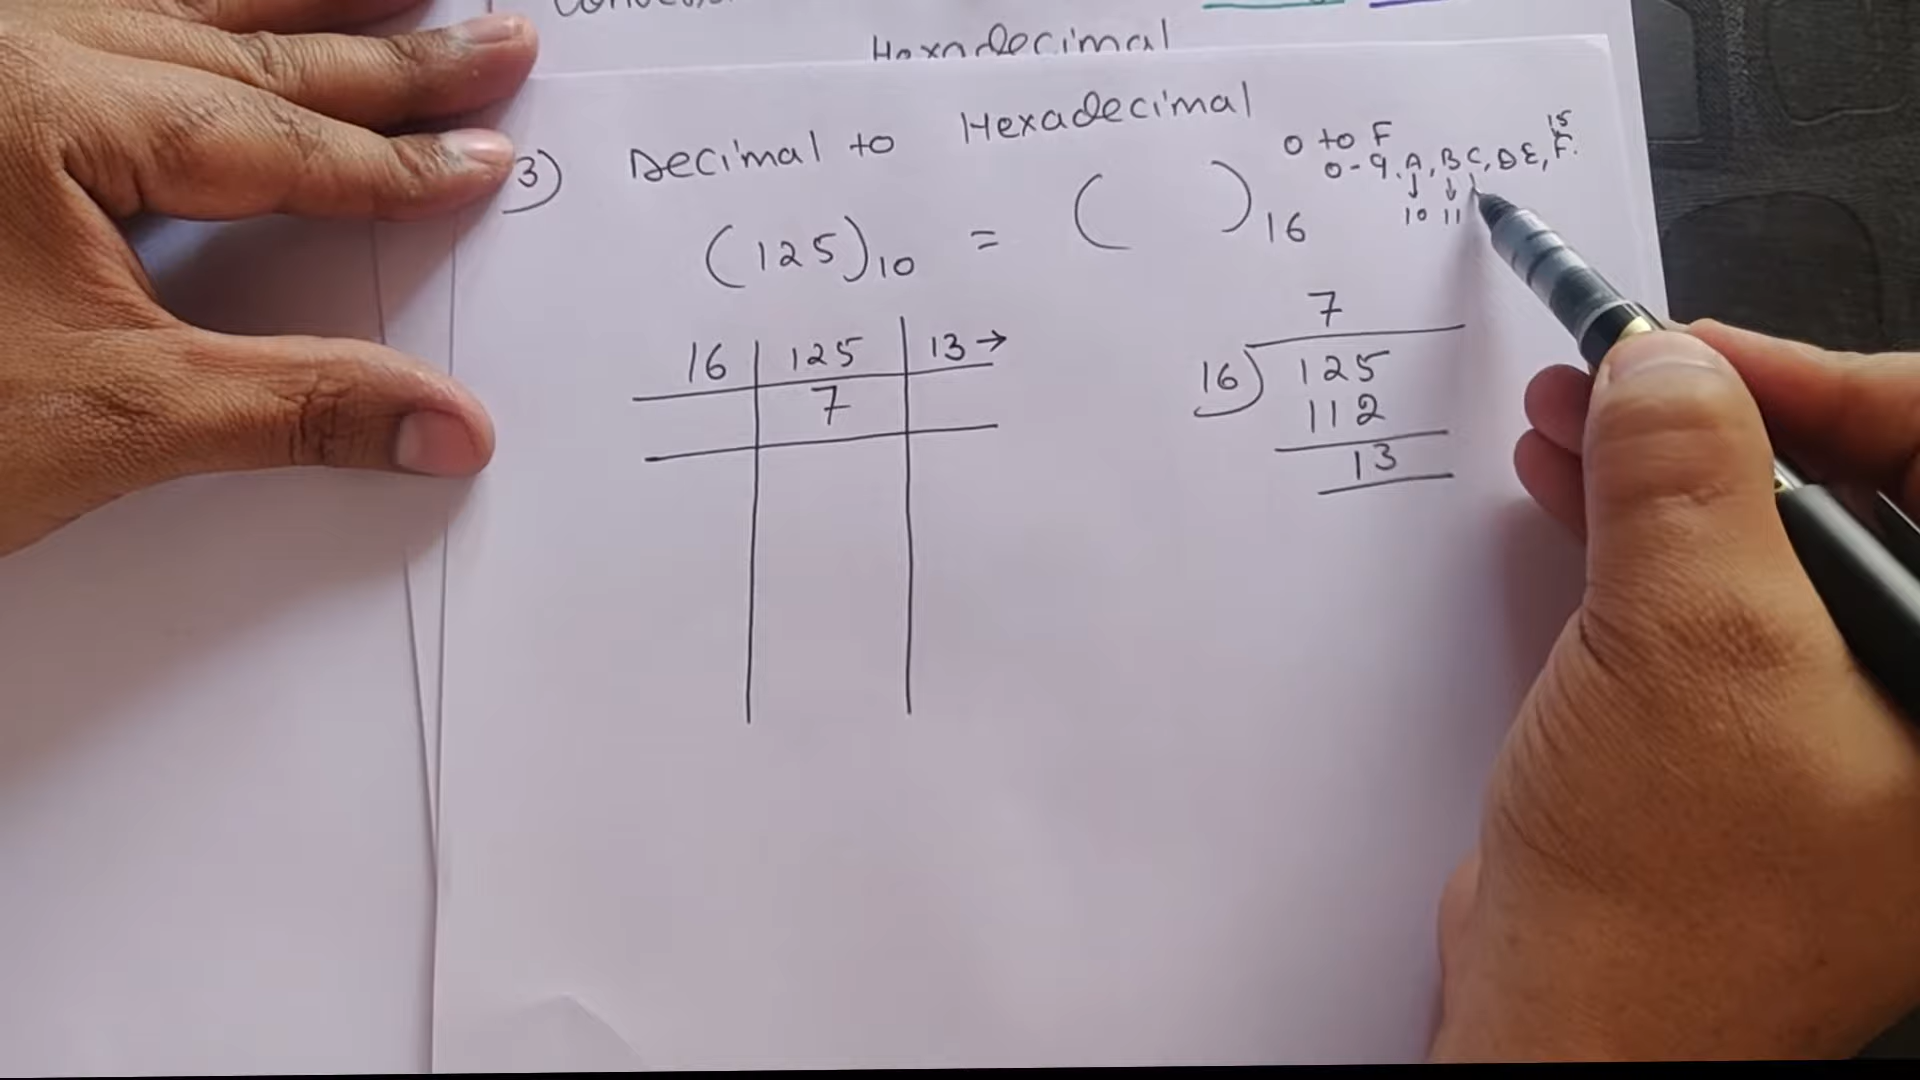 Hexadecimal
3) Decimal to Hexadecimal
0 to F
15
0-9, A, B C, D E, F.
↓ ↓
10 11
(125)10 = ( )16
16 | 125 | 13 →
7
7
16) 125
112
13